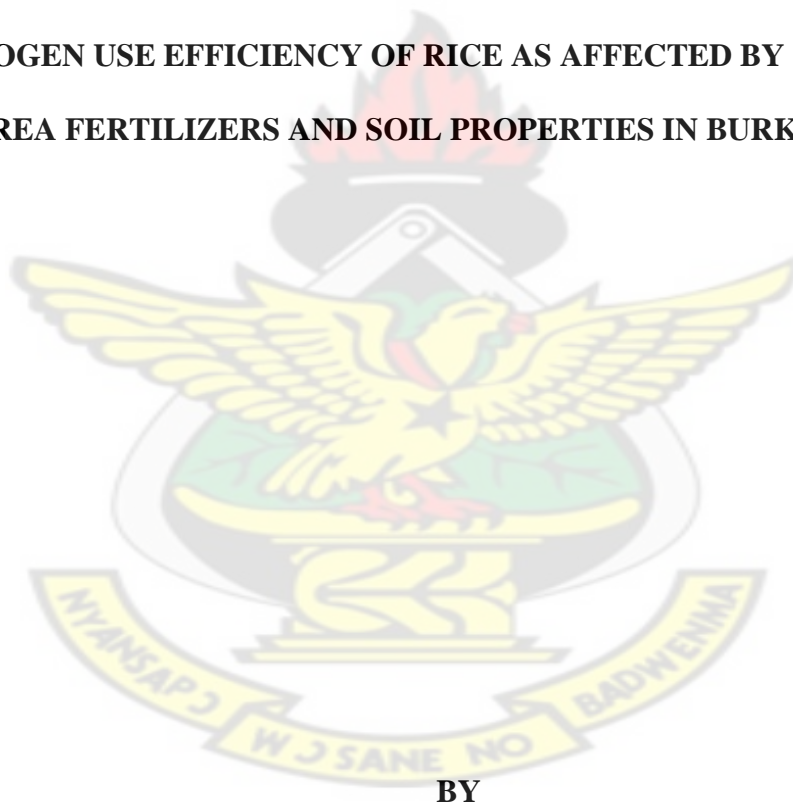 OGEN USE EFFICIENCY OF RICE AS AFFECTED BY
REA FERTILIZERS AND SOIL PROPERTIES IN BURK
NYANSAPƆ
WƆSANE NO
BADWENMA
BY